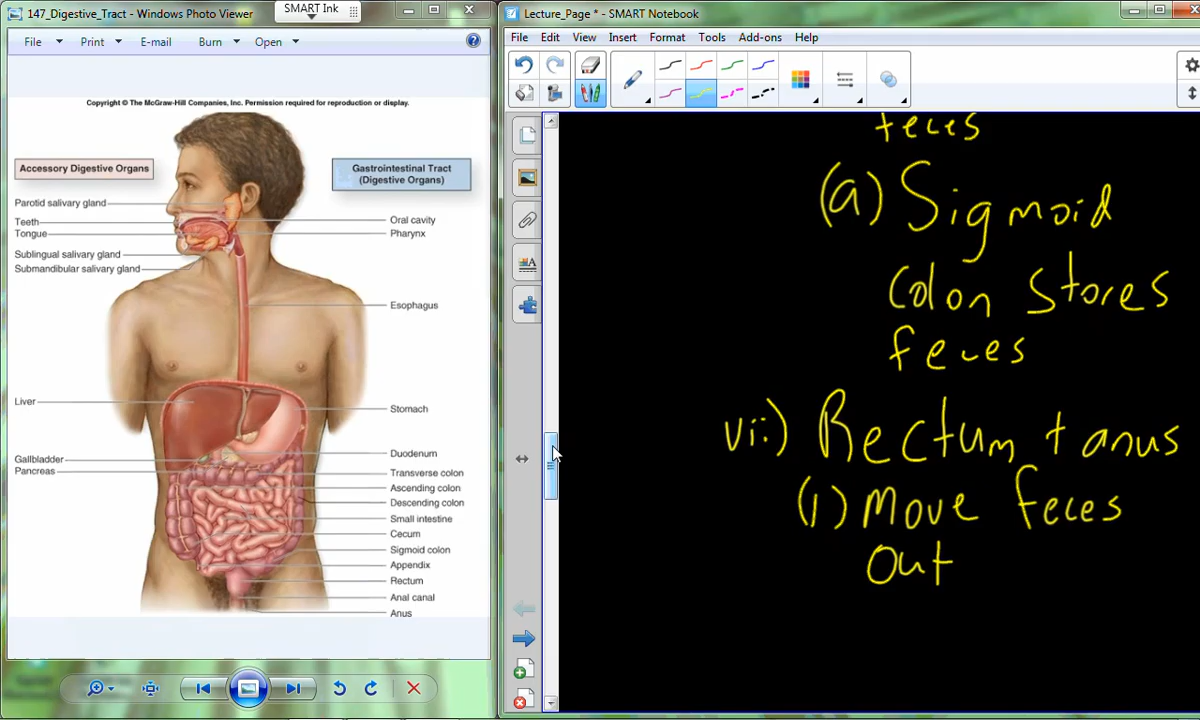 147_Digestive_Tract - Windows Photo Viewer
SMART Ink
File Print E-mail Burn Open
Copyright © The McGraw-Hill Companies, Inc. Permission required for reproduction or display.
Accessory Digestive Organs
Gastrointestinal Tract
(Digestive Organs)
Parotid salivary gland
Teeth
Tongue
Sublingual salivary gland
Submandibular salivary gland
Liver
Gallbladder
Pancreas
Oral cavity
Pharynx
Esophagus
Stomach
Duodenum
Transverse colon
Ascending colon
Descending colon
Small intestine
Cecum
Sigmoid colon
Appendix
Rectum
Anal canal
Anus
Lecture_Page * - SMART Notebook
File Edit View Insert Format Tools Add-ons Help
feces
(a) Sigmoid
Colon stores
feces
vii) Rectum + anus
(1) Move feces
out